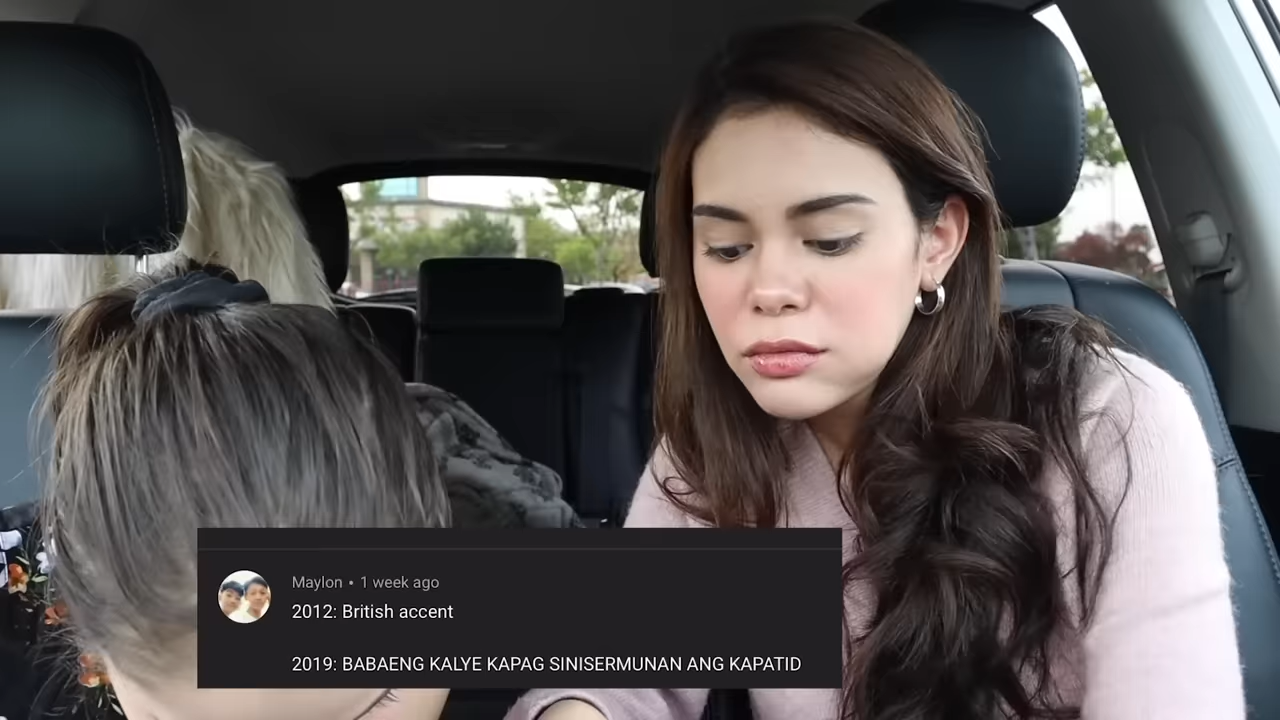 Maylon • 1 week ago
2012: British accent
2019: BABAENG KALYE KAPAG SINISERMUNAN ANG KAPATID